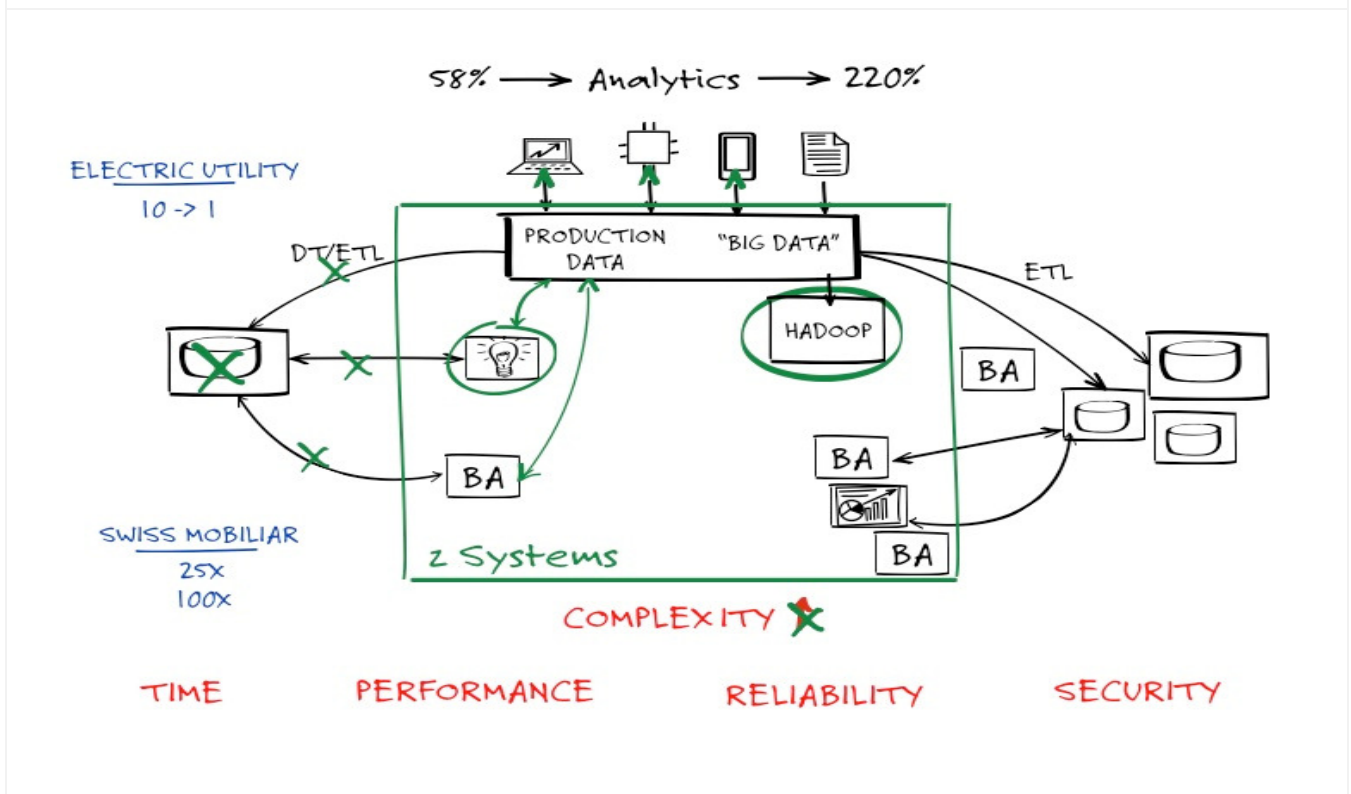 58% → Analytics → 220%
ELECTRIC UTILITY
10 -> 1
DT/ETL
PRODUCTION
DATA
"BIG DATA"
ETL
HADOOP
BA
BA
BA
BA
z Systems
SWISS MOBILIAR
25X
100X
COMPLEXITY
TIME
PERFORMANCE
RELIABILITY
SECURITY